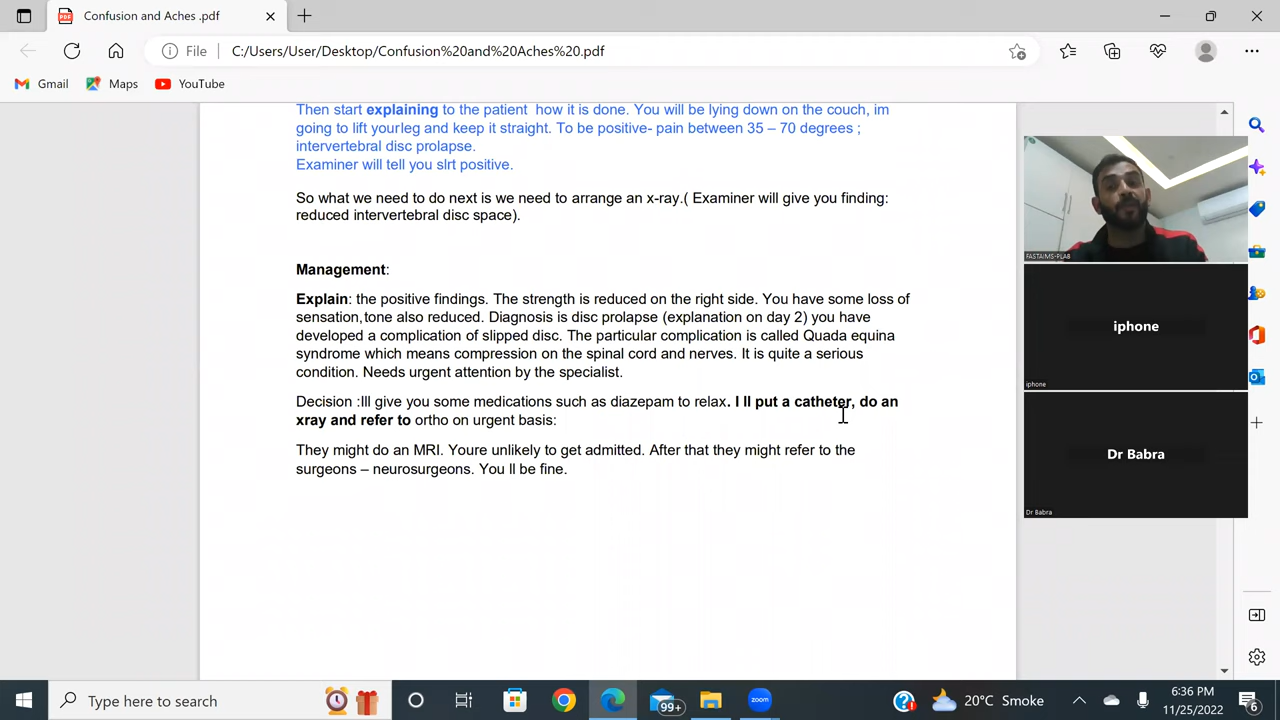 Confusion and Aches .pdf
File
C:/Users/User/Desktop/Confusion%20and%20Aches%20.pdf
Gmail
Maps
YouTube
Then start explaining to the patient how it is done. You will be lying down on the couch, im
going to lift yourleg and keep it straight. To be positive- pain between 35 – 70 degrees ;
intervertebral disc prolapse.
Examiner will tell you slrt positive.
So what we need to do next is we need to arrange an x-ray.( Examiner will give you finding:
reduced intervertebral disc space).
Management:
Explain: the positive findings. The strength is reduced on the right side. You have some loss of
sensation,tone also reduced. Diagnosis is disc prolapse (explanation on day 2) you have
developed a complication of slipped disc. The particular complication is called Quada equina
syndrome which means compression on the spinal cord and nerves. It is quite a serious
condition. Needs urgent attention by the specialist.
Decision :Ill give you some medications such as diazepam to relax. I ll put a catheter, do an
xray and refer to ortho on urgent basis:
They might do an MRI. Youre unlikely to get admitted. After that they might refer to the
surgeons – neurosurgeons. You ll be fine.
FASTAIMS-PLAB
iphone
iphone
Dr Babra
Dr Babra
Type here to search
99+
zoom
20°C Smoke
6:36 PM
11/25/2022
6